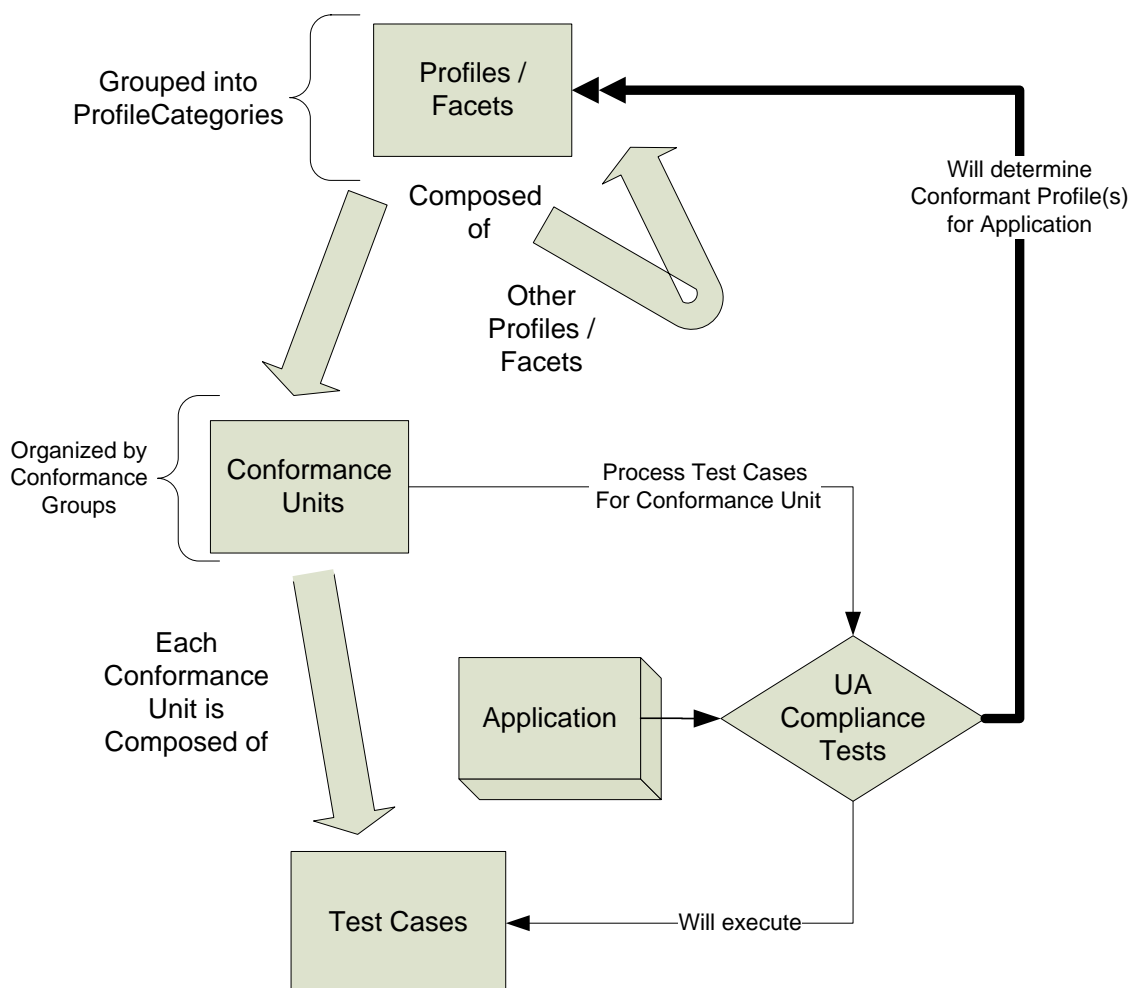 Grouped into
ProfileCategories
Profiles /
Facets
Will determine
Conformant Profile(s)
for Application
Composed
of
Other
Profiles /
Facets
Organized by
Conformance
Groups
Conformance
Units
Process Test Cases
For Conformance Unit
Each
Conformance
Unit is
Composed of
Application
UA
Compliance
Tests
Test Cases
Will execute